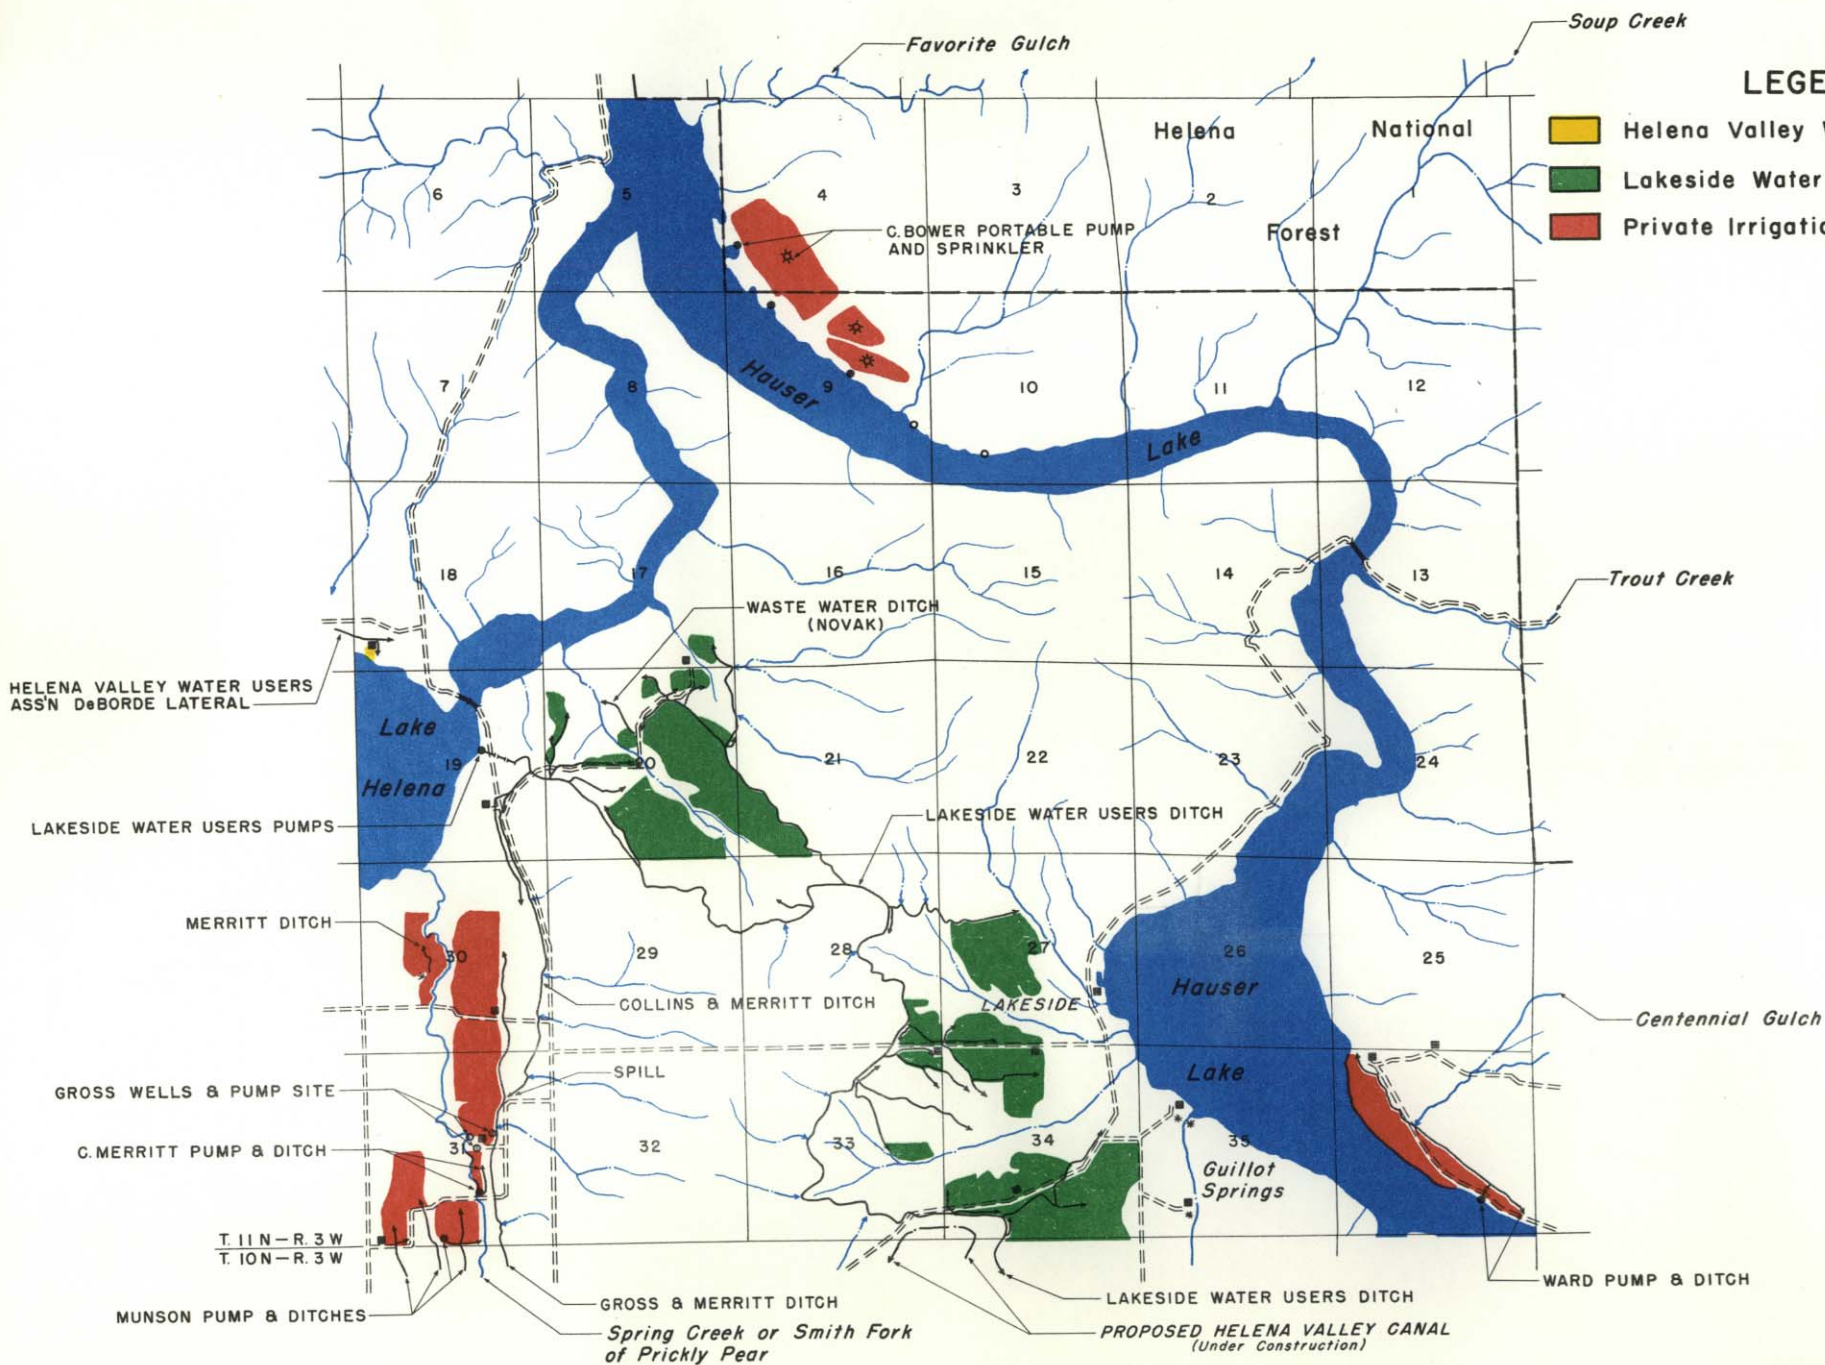 Soup Creek
Favorite Gulch
LEGE
Helena Valley
Lakeside Water
Private Irrigatio
Helena National
Forest
6
5
4
3
2
1
C. BOWER PORTABLE PUMP
AND SPRINKLER
7
8
9
10
11
12
Hauser
Lake
18
17
16
15
14
13
Trout Creek
WASTE WATER DITCH
(NOVAK)
HELENA VALLEY WATER USERS
ASS'N DeBORDE LATERAL
Lake
Helena
19
20
21
22
23
24
LAKESIDE WATER USERS PUMPS
LAKESIDE WATER USERS DITCH
MERRITT DITCH
30
29
28
27
26
25
COLLINS & MERRITT DITCH
LAKESIDE
Hauser
Lake
Centennial Gulch
GROSS WELLS & PUMP SITE
SPILL
C. MERRITT PUMP & DITCH
31
32
33
34
35
Guillot
Springs
T. 11 N – R. 3 W
T. 10 N – R. 3 W
MUNSON PUMP & DITCHES
GROSS & MERRITT DITCH
Spring Creek or Smith Fork
of Prickly Pear
LAKESIDE WATER USERS DITCH
PROPOSED HELENA VALLEY CANAL
(Under Construction)
WARD PUMP & DITCH